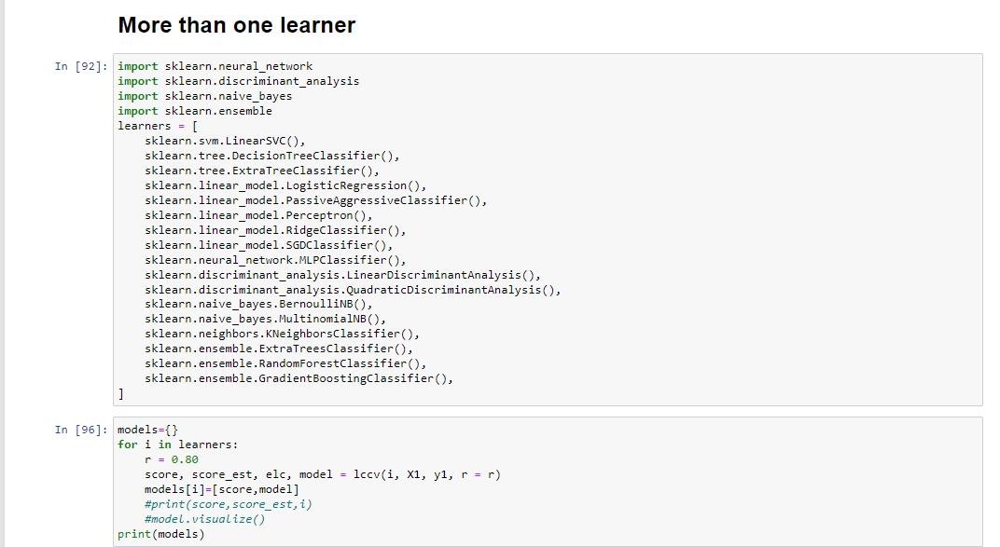 More than one learner
In [92]:
import sklearn.neural_network
import sklearn.discriminant_analysis
import sklearn.naive_bayes
import sklearn.ensemble
learners = [
    sklearn.svm.LinearSVC(),
    sklearn.tree.DecisionTreeClassifier(),
    sklearn.tree.ExtraTreeClassifier(),
    sklearn.linear_model.LogisticRegression(),
    sklearn.linear_model.PassiveAggressiveClassifier(),
    sklearn.linear_model.Perceptron(),
    sklearn.linear_model.RidgeClassifier(),
    sklearn.linear_model.SGDClassifier(),
    sklearn.neural_network.MLPClassifier(),
    sklearn.discriminant_analysis.LinearDiscriminantAnalysis(),
    sklearn.discriminant_analysis.QuadraticDiscriminantAnalysis(),
    sklearn.naive_bayes.BernoulliNB(),
    sklearn.naive_bayes.MultinomialNB(),
    sklearn.neighbors.KNeighborsClassifier(),
    sklearn.ensemble.ExtraTreesClassifier(),
    sklearn.ensemble.RandomForestClassifier(),
    sklearn.ensemble.GradientBoostingClassifier(),
]
In [96]:
models={}
for i in learners:
    r = 0.80
    score, score_est, elc, model = lccv(i, X1, y1, r = r)
    models[i]=[score,model]
    #print(score,score_est,i)
    #model.visualize()
print(models)